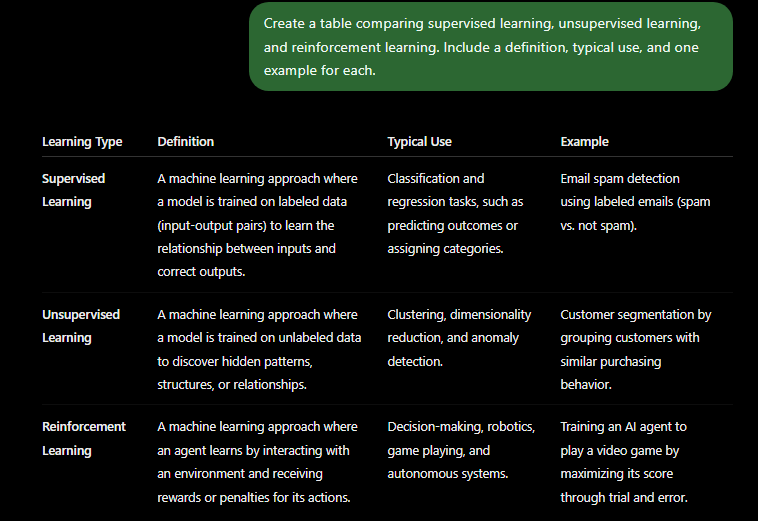 Create a table comparing supervised learning, unsupervised learning,
and reinforcement learning. Include a definition, typical use, and one
example for each.
Learning Type Definition Typical Use Example
Supervised A machine learning approach where Classification and Email spam detection
Learning a model is trained on labeled data regression tasks, such as using labeled emails (spam
(input-output pairs) to learn the predicting outcomes or vs. not spam).
relationship between inputs and assigning categories.
correct outputs.
Unsupervised A machine learning approach where Clustering, dimensionality Customer segmentation by
Learning a model is trained on unlabeled data reduction, and anomaly grouping customers with
to discover hidden patterns, detection. similar purchasing
structures, or relationships. behavior.
Reinforcement A machine learning approach where Decision-making, robotics, Training an AI agent to
Learning an agent learns by interacting with game playing, and play a video game by
an environment and receiving autonomous systems. maximizing its score
rewards or penalties for its actions. through trial and error.